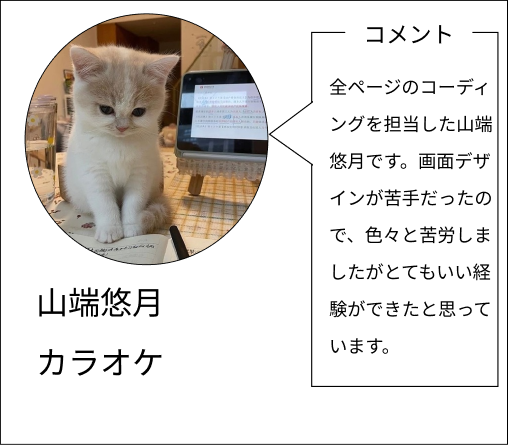 コメント
全ページのコーディ
ングを担当した山端
悠月です。画面デザ
インが苦手だったの
で、色々と苦労しま
したがとてもいい経
験ができたと思って
います。
山端悠月
カラオケ